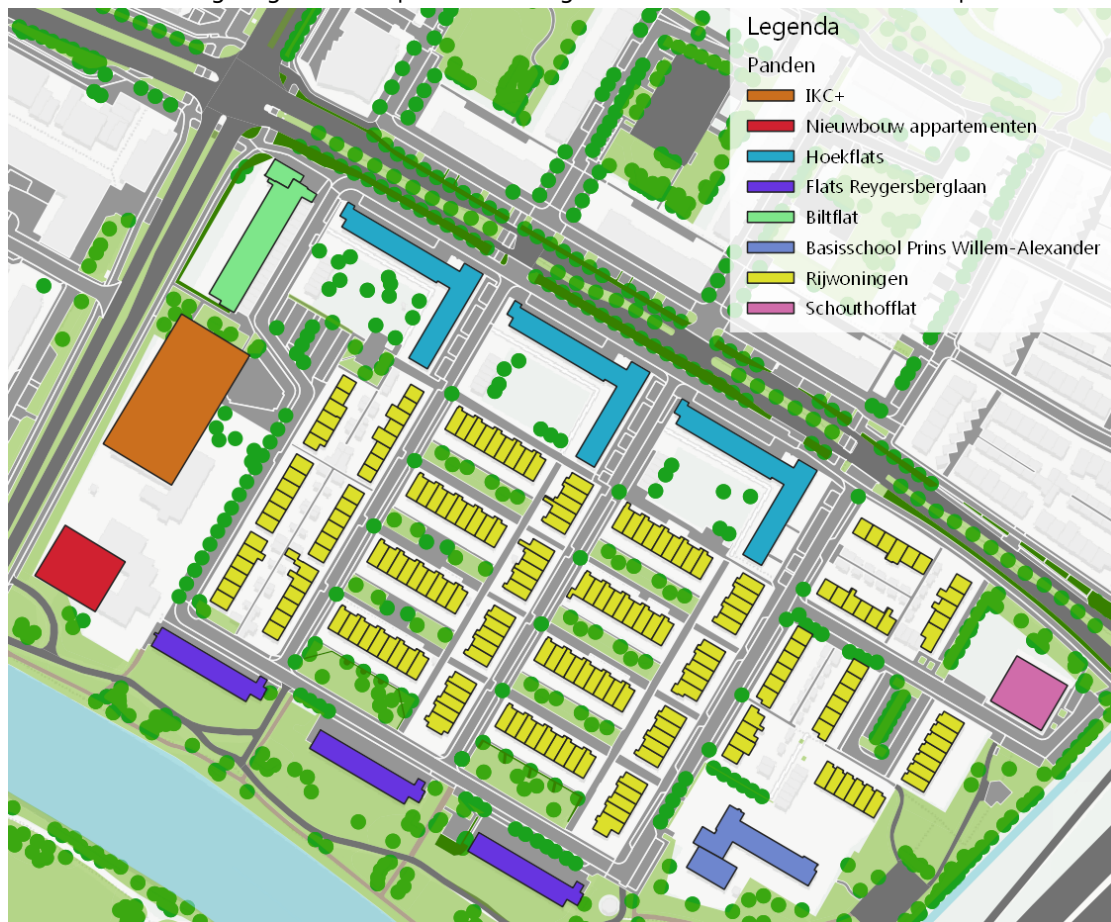 Legenda
Panden
IKC+
Nieuwbouw appartementen
Hoekflats
Flats Reygersberglaan
Biltflat
Basisschool Prins Willem-Alexander
Rijwoningen
Schouthofflat